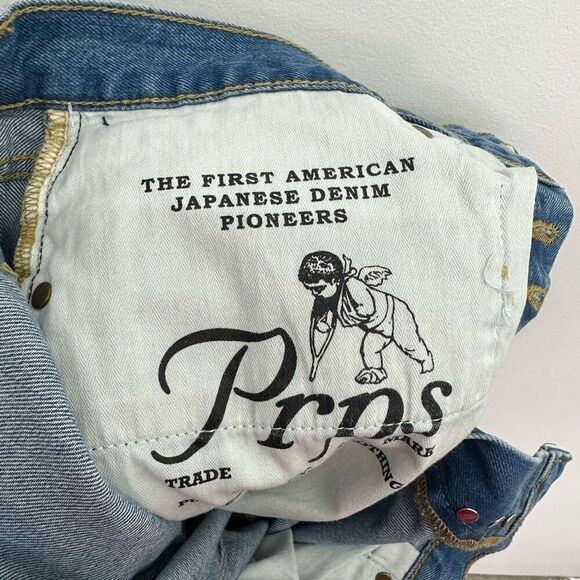 THE FIRST AMERICAN
JAPANESE DENIM
PIONEERS
Prps
TRADE MARK